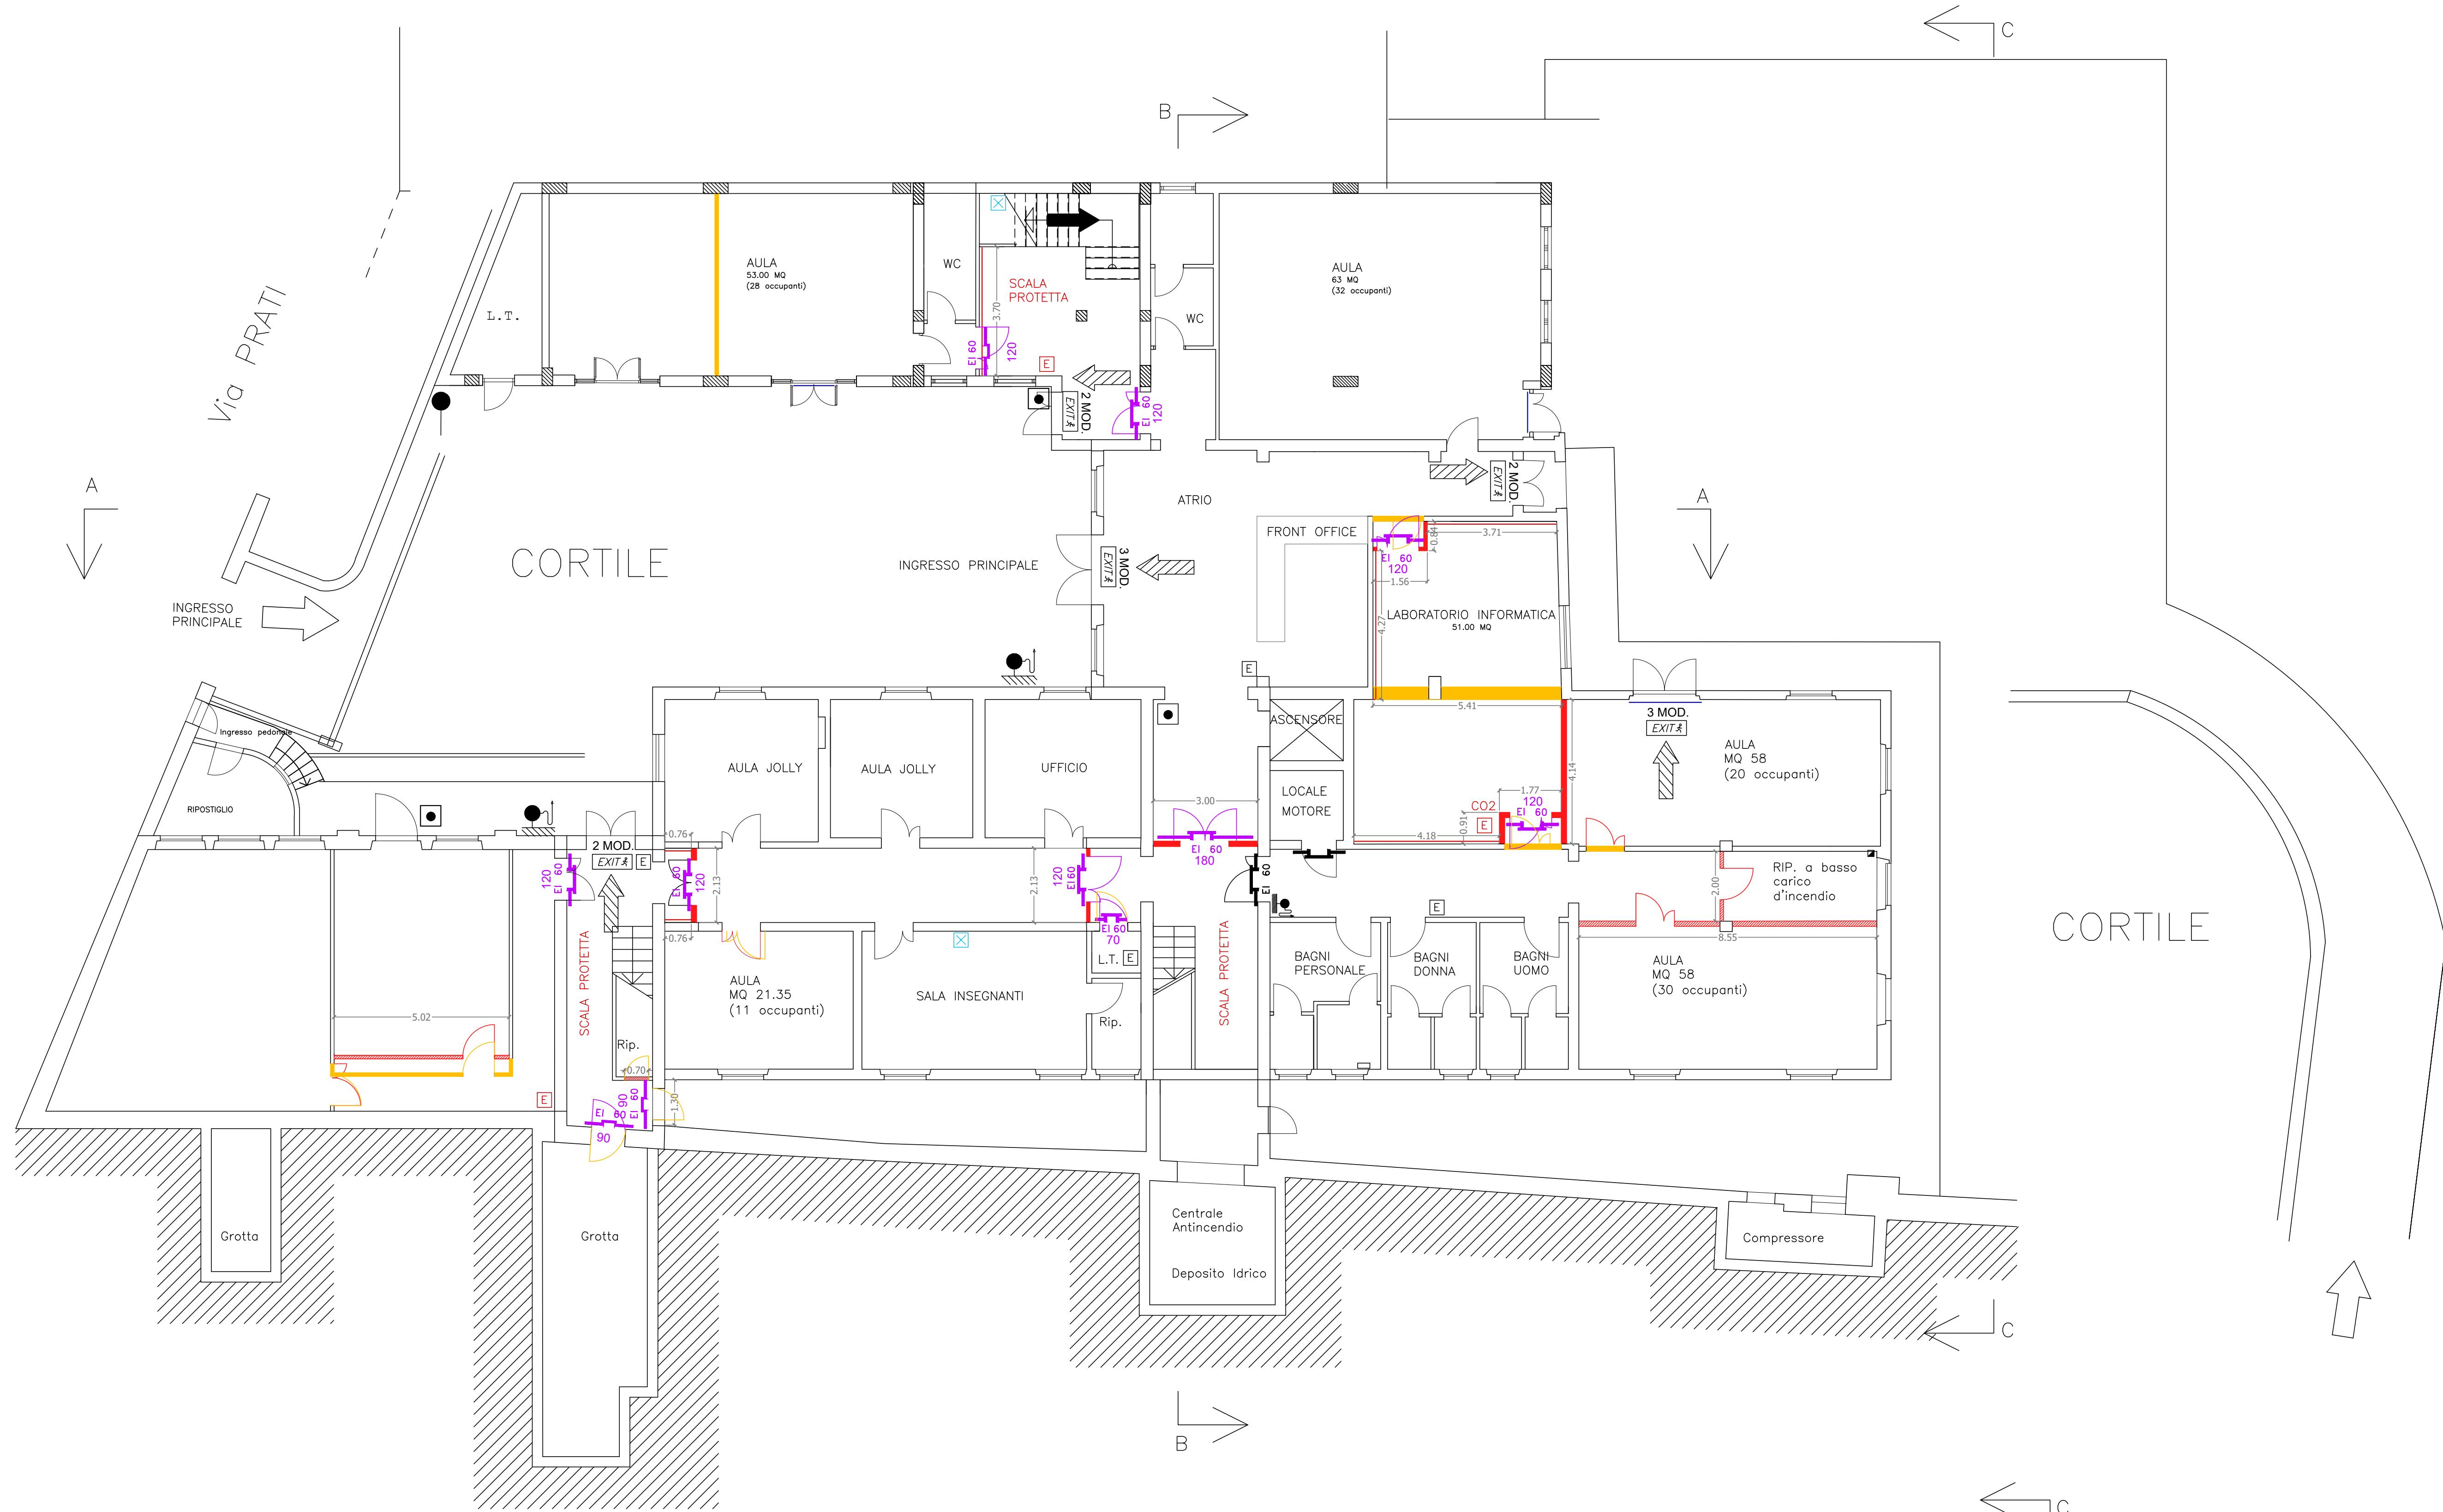 C
B
AULA
53.00 MQ
(28 occupanti)
WC
SCALA
PROTETTA
3.70
EI 60
120
E
L.T.
AULA
63 MQ
(32 occupanti)
WC
Via PRATI
2 MOD.
EXIT
EI 60
120
A
ATRIO
2 MOD.
EXIT
A
FRONT OFFICE
0.84
3.71
EI 60
120
1.56
CORTILE
INGRESSO PRINCIPALE
3 MOD.
EXIT
INGRESSO
PRINCIPALE
LABORATORIO INFORMATICA
51.00 MQ
4.27
E
5.41
ASCENSORE
3 MOD.
EXIT
AULA
MQ 58
(20 occupanti)
4.14
Ingresso pedonale
RIPOSTIGLIO
AULA JOLLY
AULA JOLLY
UFFICIO
LOCALE
MOTORE
3.00
EI 60
180
CO2
E
1.77
120
EI 60
0.91
4.18
2 MOD.
EXIT
E
0.76
120
EI 60
EI 60
120
2.13
0.76
2.13
120
EI 60
EI 60
70
EI 60
2.00
RIP. a basso
carico
d'incendio
E
8.55
L.T.
E
SCALA PROTETTA
AULA
MQ 21.35
(11 occupanti)
SALA INSEGNANTI
Rip.
SCALA PROTETTA
BAGNI
PERSONALE
BAGNI
DONNA
BAGNI
UOMO
AULA
MQ 58
(30 occupanti)
CORTILE
5.02
Rip.
0.70
E
90
EI 60
1.30
EI 60
90
Grotta
Grotta
Centrale
Antincendio
Deposito Idrico
Compressore
C
B
C